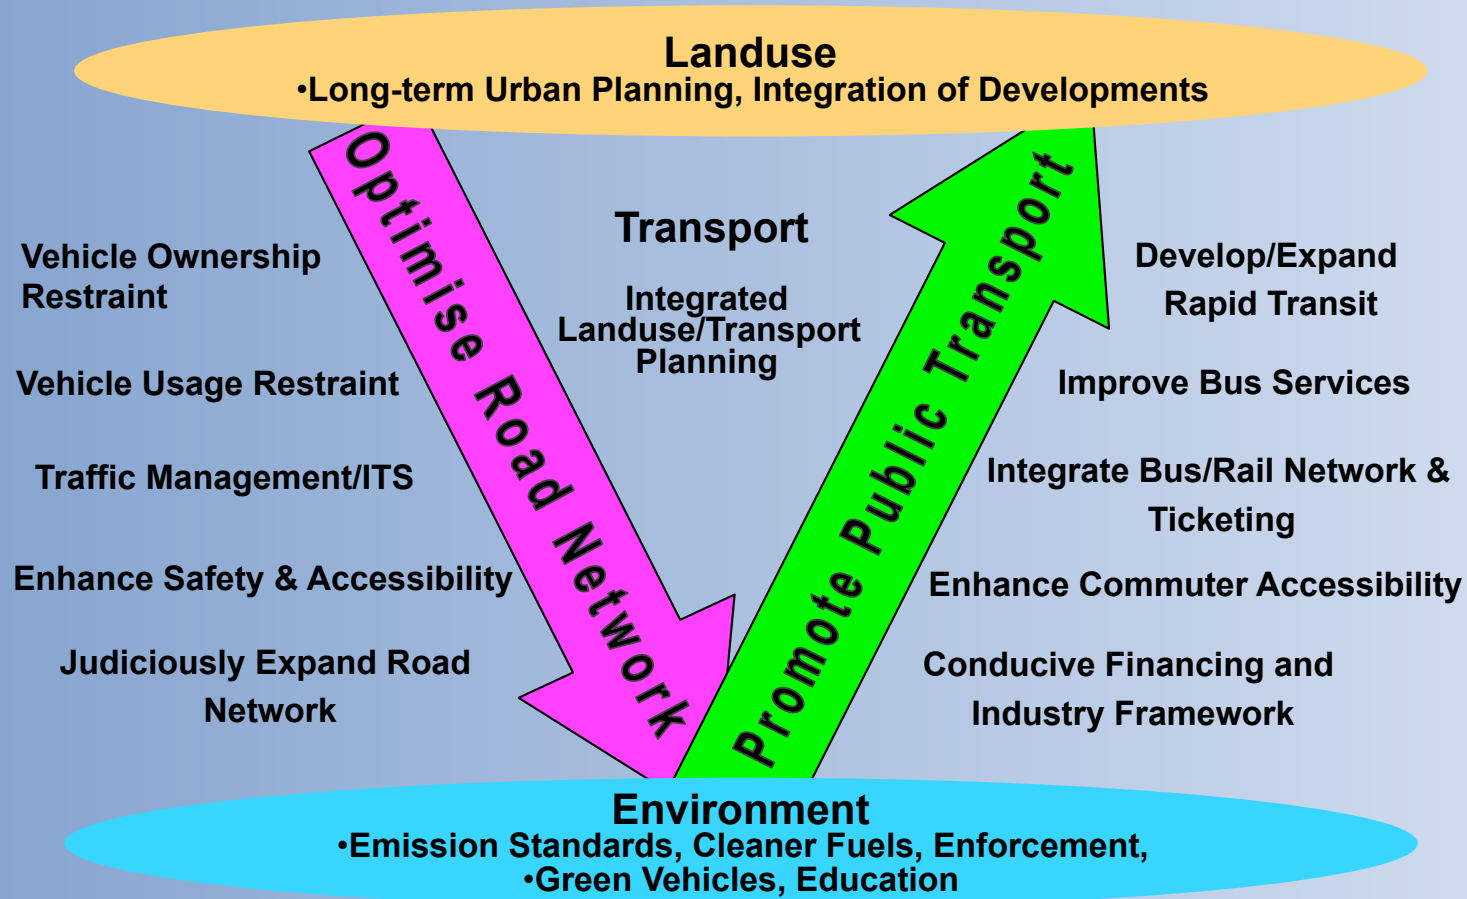 Landuse
•Long-term Urban Planning, Integration of Developments
Optimise Road Network
Transport
Integrated
Landuse/Transport
Planning
Promote Public Transport
Vehicle Ownership
Restraint
Vehicle Usage Restraint
Traffic Management/ITS
Enhance Safety & Accessibility
Judiciously Expand Road
Network
Develop/Expand
Rapid Transit
Improve Bus Services
Integrate Bus/Rail Network &
Ticketing
Enhance Commuter Accessibility
Conducive Financing and
Industry Framework
Environment
•Emission Standards, Cleaner Fuels, Enforcement,
•Green Vehicles, Education